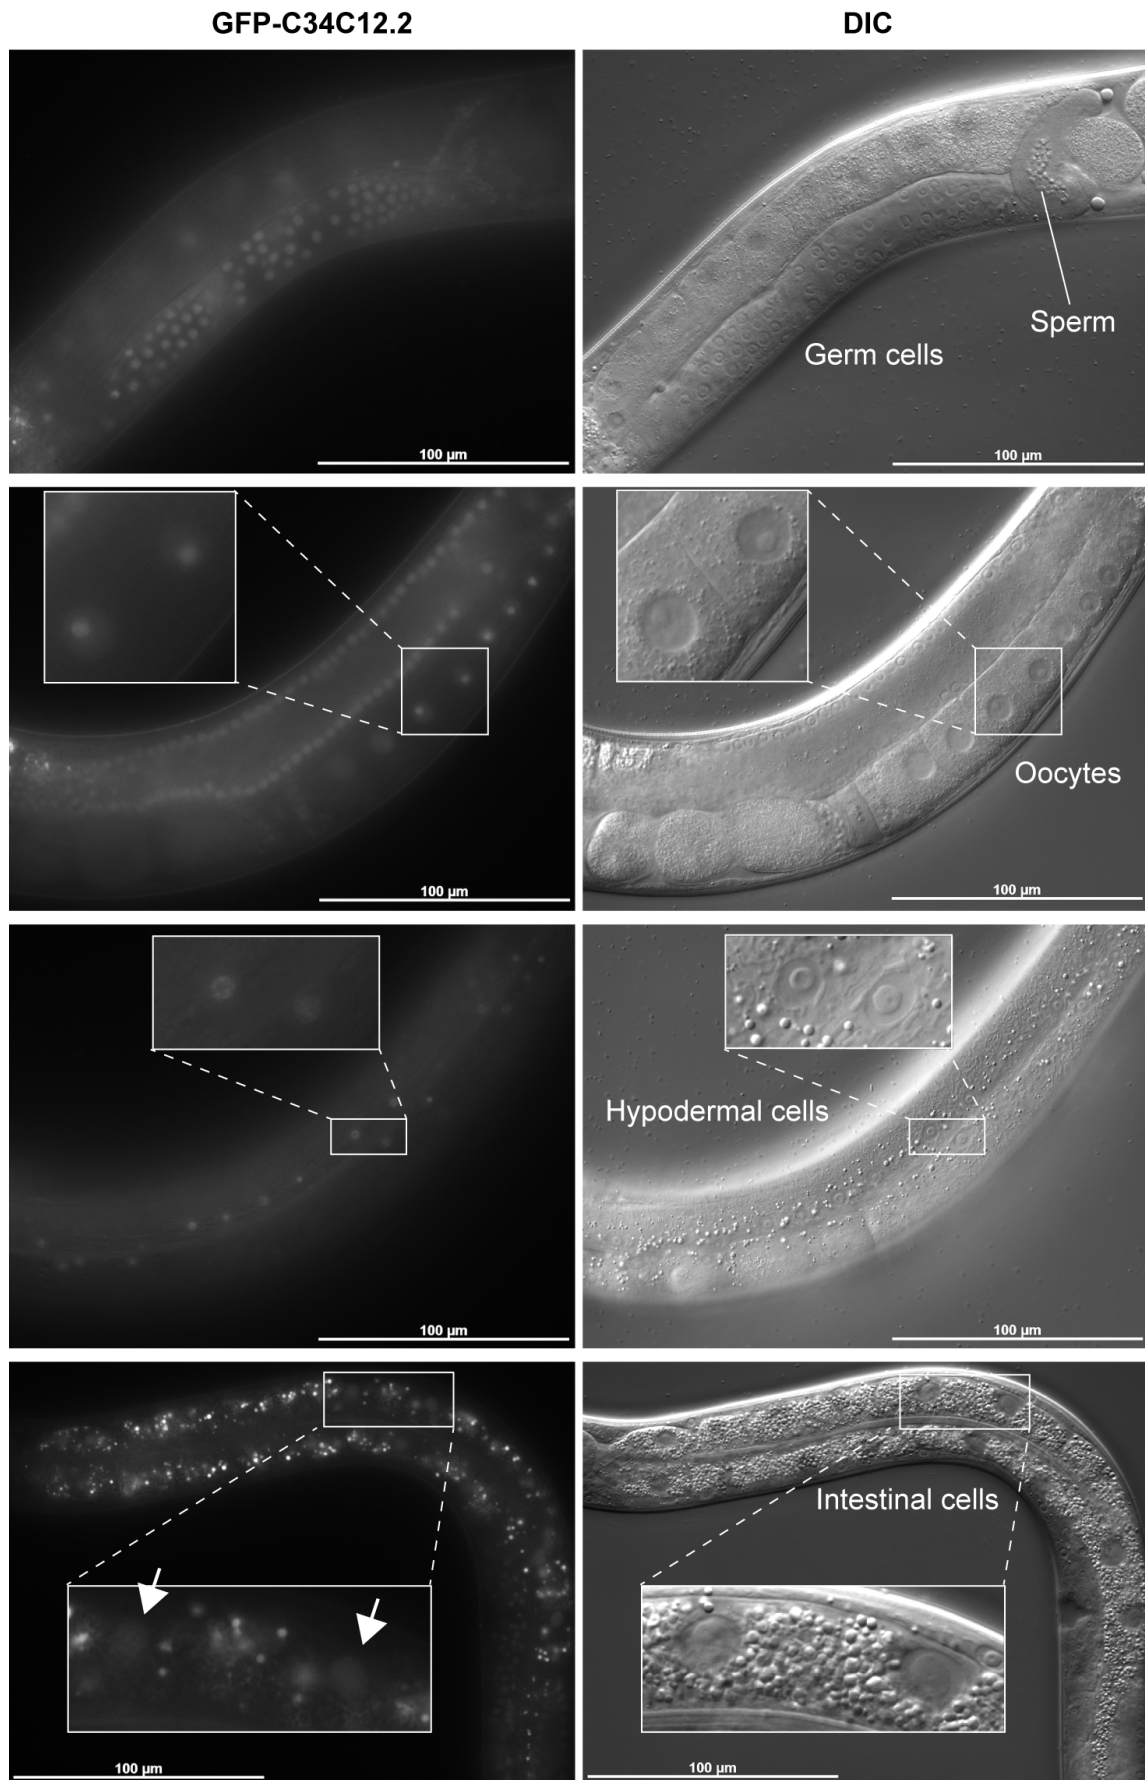 GFP-C34C12.2 DIC
Sperm
Germ cells
100 µm 100 µm
Oocytes
100 µm 100 µm
Hypodermal cells
100 µm 100 µm
Intestinal cells
100 µm 100 µm